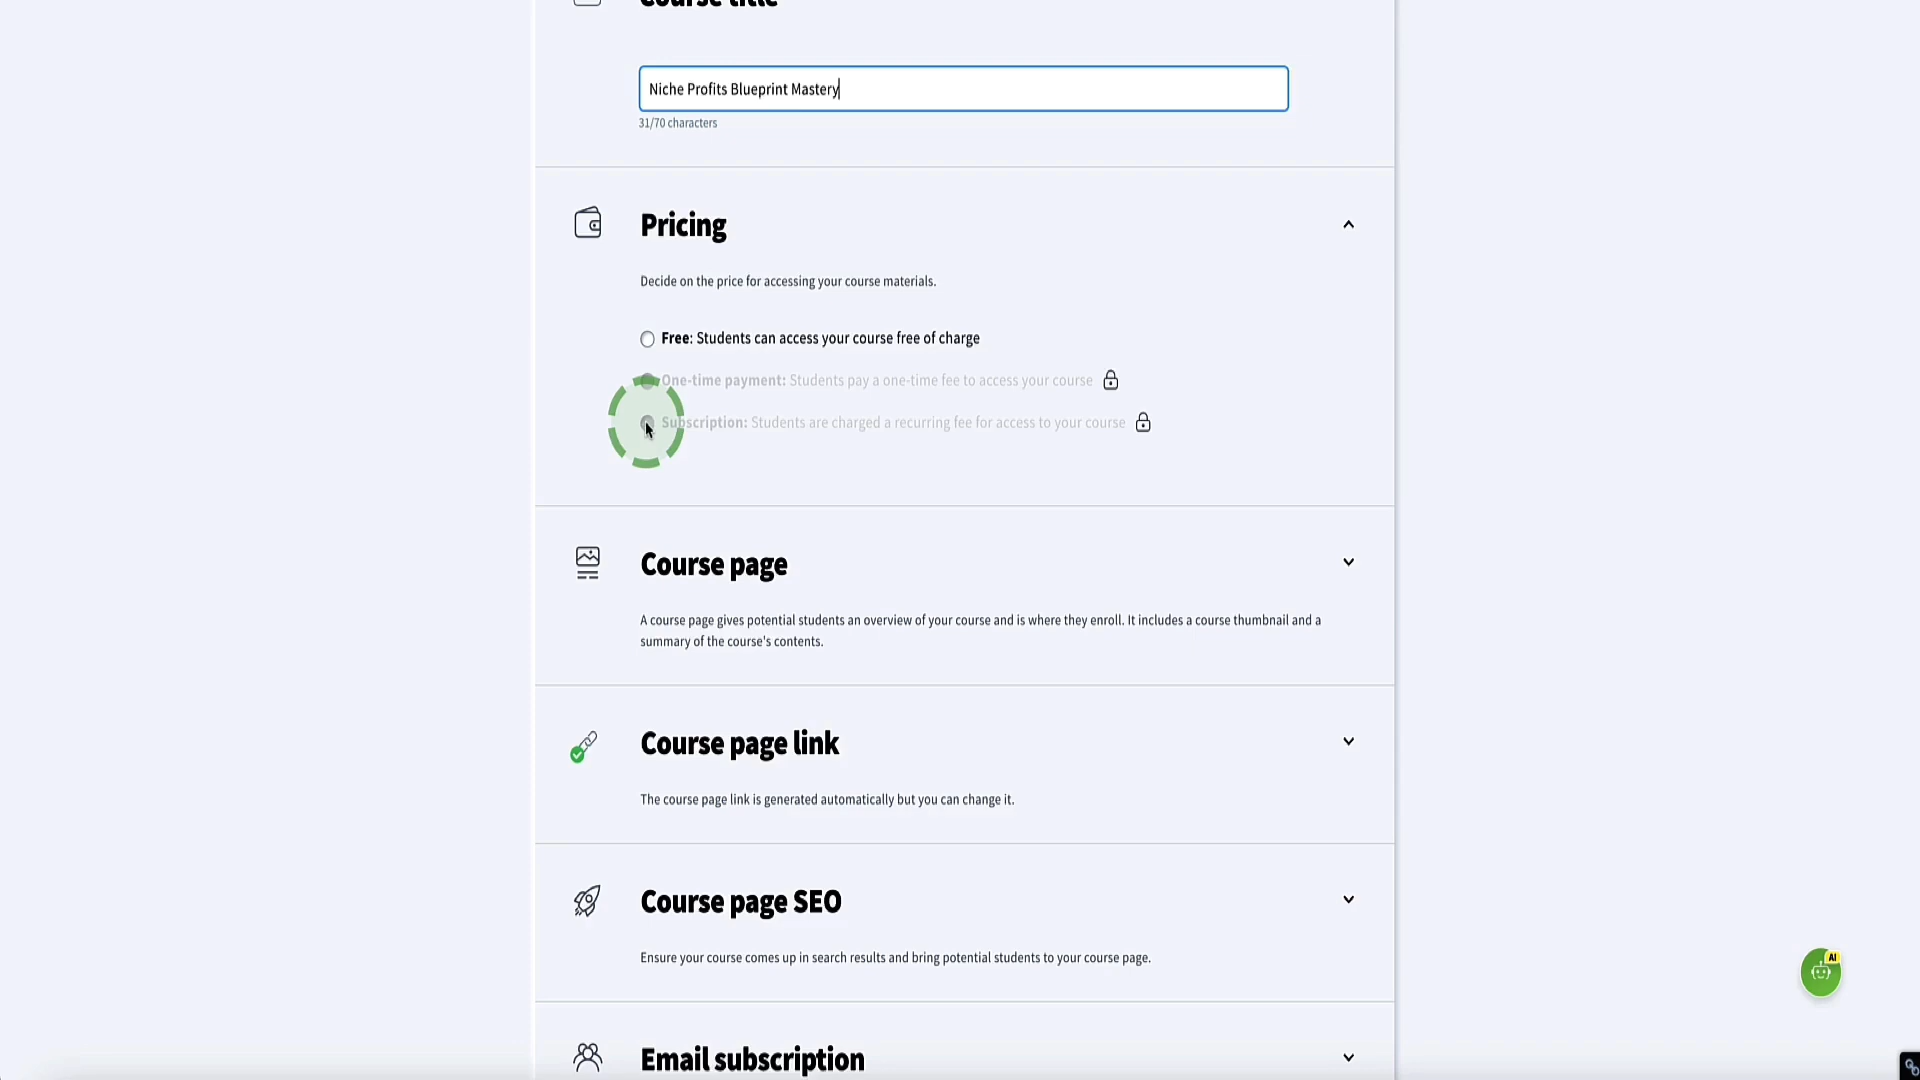 Course title
Niche Profits Blueprint Mastery
31/70 characters
Pricing
Decide on the price for accessing your course materials.
Free: Students can access your course free of charge
One-time payment: Students pay a one-time fee to access your course
Subscription: Students are charged a recurring fee for access to your course
Course page
A course page gives potential students an overview of your course and is where they enroll. It includes a course thumbnail and a
summary of the course's contents.
Course page link
The course page link is generated automatically but you can change it.
Course page SEO
Ensure your course comes up in search results and bring potential students to your course page.
AI
Email subscription